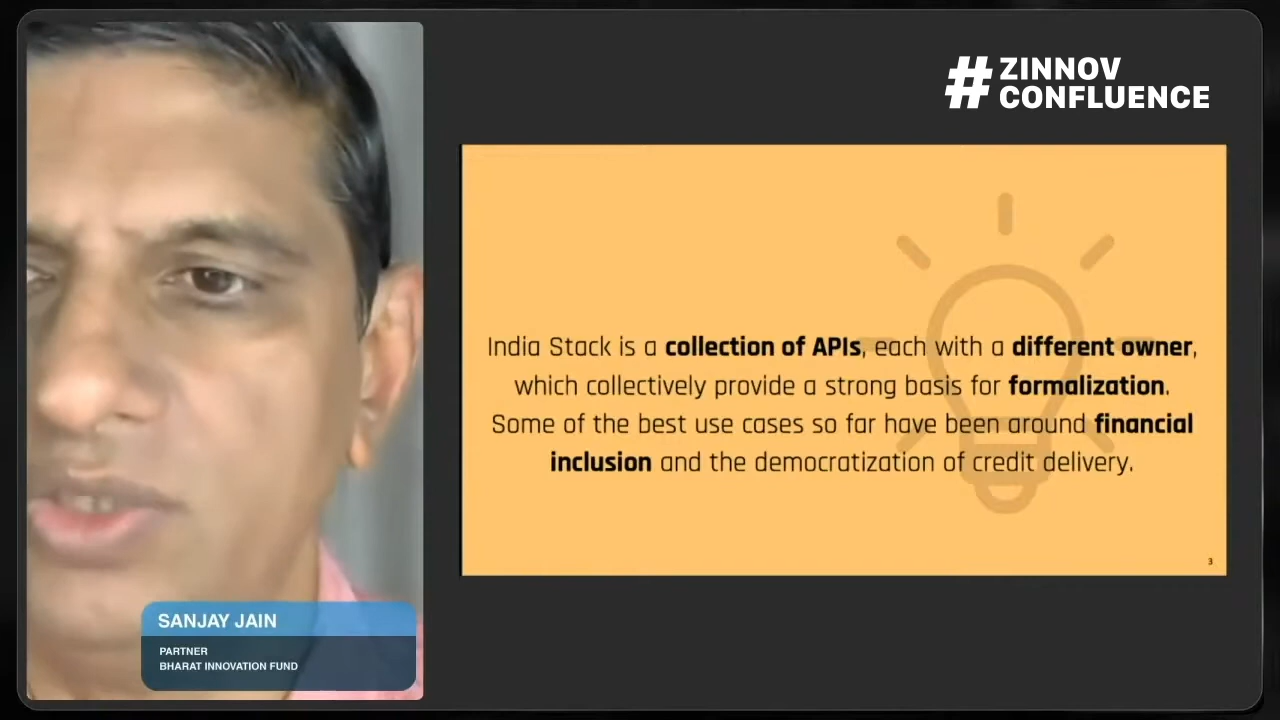 # ZINNOV
CONFLUENCE
India Stack is a collection of APIs, each with a different owner,
which collectively provide a strong basis for formalization.
Some of the best use cases so far have been around financial
inclusion and the democratization of credit delivery.
3
SANJAY JAIN
PARTNER
BHARAT INNOVATION FUND